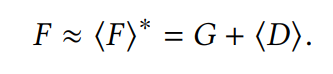 F ≈ ⟨F⟩* = G + ⟨D⟩.